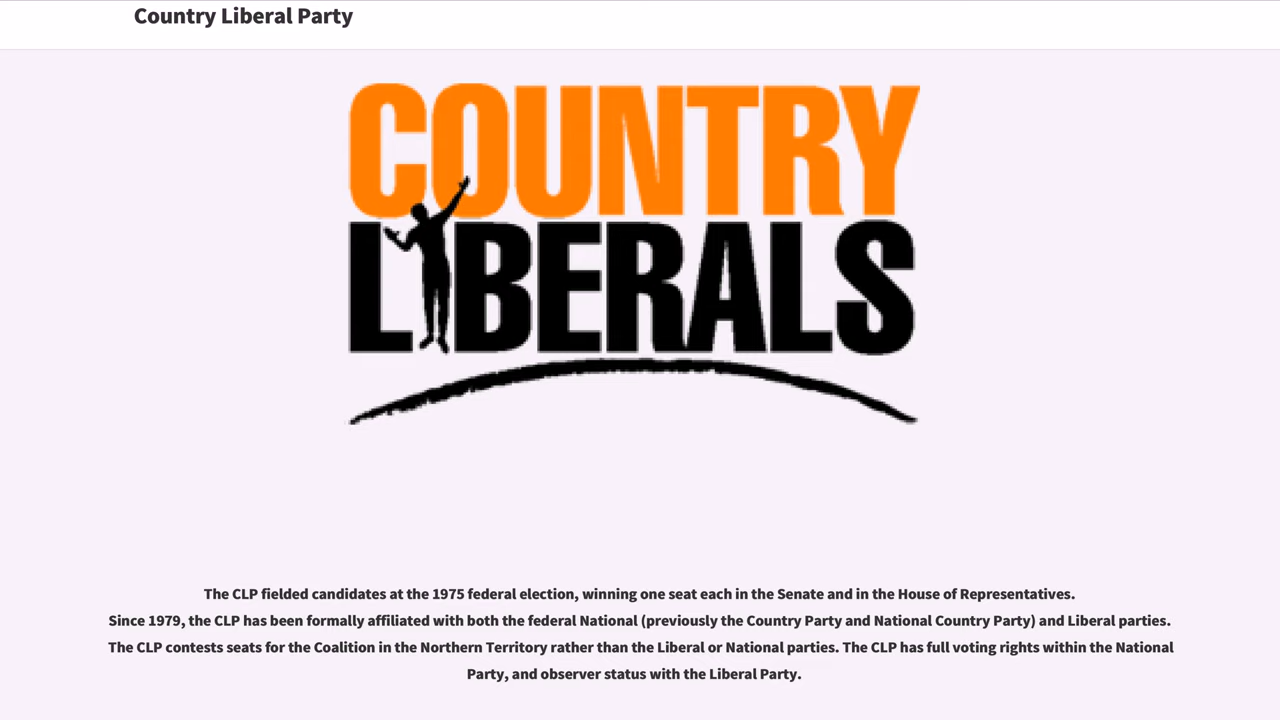 Country Liberal Party
COUNTRY
LIBERALS
The CLP fielded candidates at the 1975 federal election, winning one seat each in the Senate and in the House of Representatives.
Since 1979, the CLP has been formally affiliated with both the federal National (previously the Country Party and National Country Party) and Liberal parties.
The CLP contests seats for the Coalition in the Northern Territory rather than the Liberal or National parties. The CLP has full voting rights within the National
Party, and observer status with the Liberal Party.